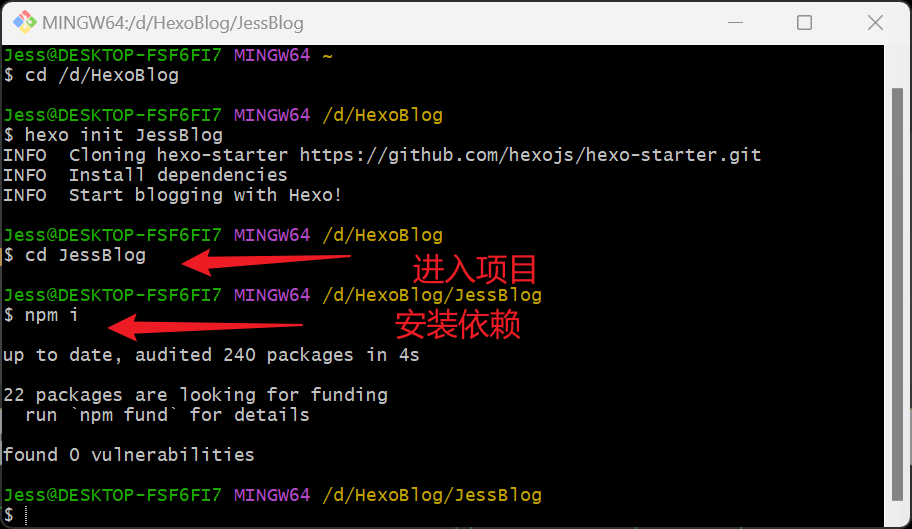 MINGW64:/d/HexoBlog/JessBlog
Jess@DESKTOP-FSF6FI7 MINGW64 ~
$ cd /d/HexoBlog
Jess@DESKTOP-FSF6FI7 MINGW64 /d/HexoBlog
$ hexo init JessBlog
INFO  Cloning hexo-starter https://github.com/hexojs/hexo-starter.git
INFO  Install dependencies
INFO  Start blogging with Hexo!
Jess@DESKTOP-FSF6FI7 MINGW64 /d/HexoBlog
$ cd JessBlog
进入项目
Jess@DESKTOP-FSF6FI7 MINGW64 /d/HexoBlog/JessBlog
$ npm i
安装依赖
up to date, audited 240 packages in 4s
22 packages are looking for funding
  run `npm fund` for details
found 0 vulnerabilities
Jess@DESKTOP-FSF6FI7 MINGW64 /d/HexoBlog/JessBlog
$